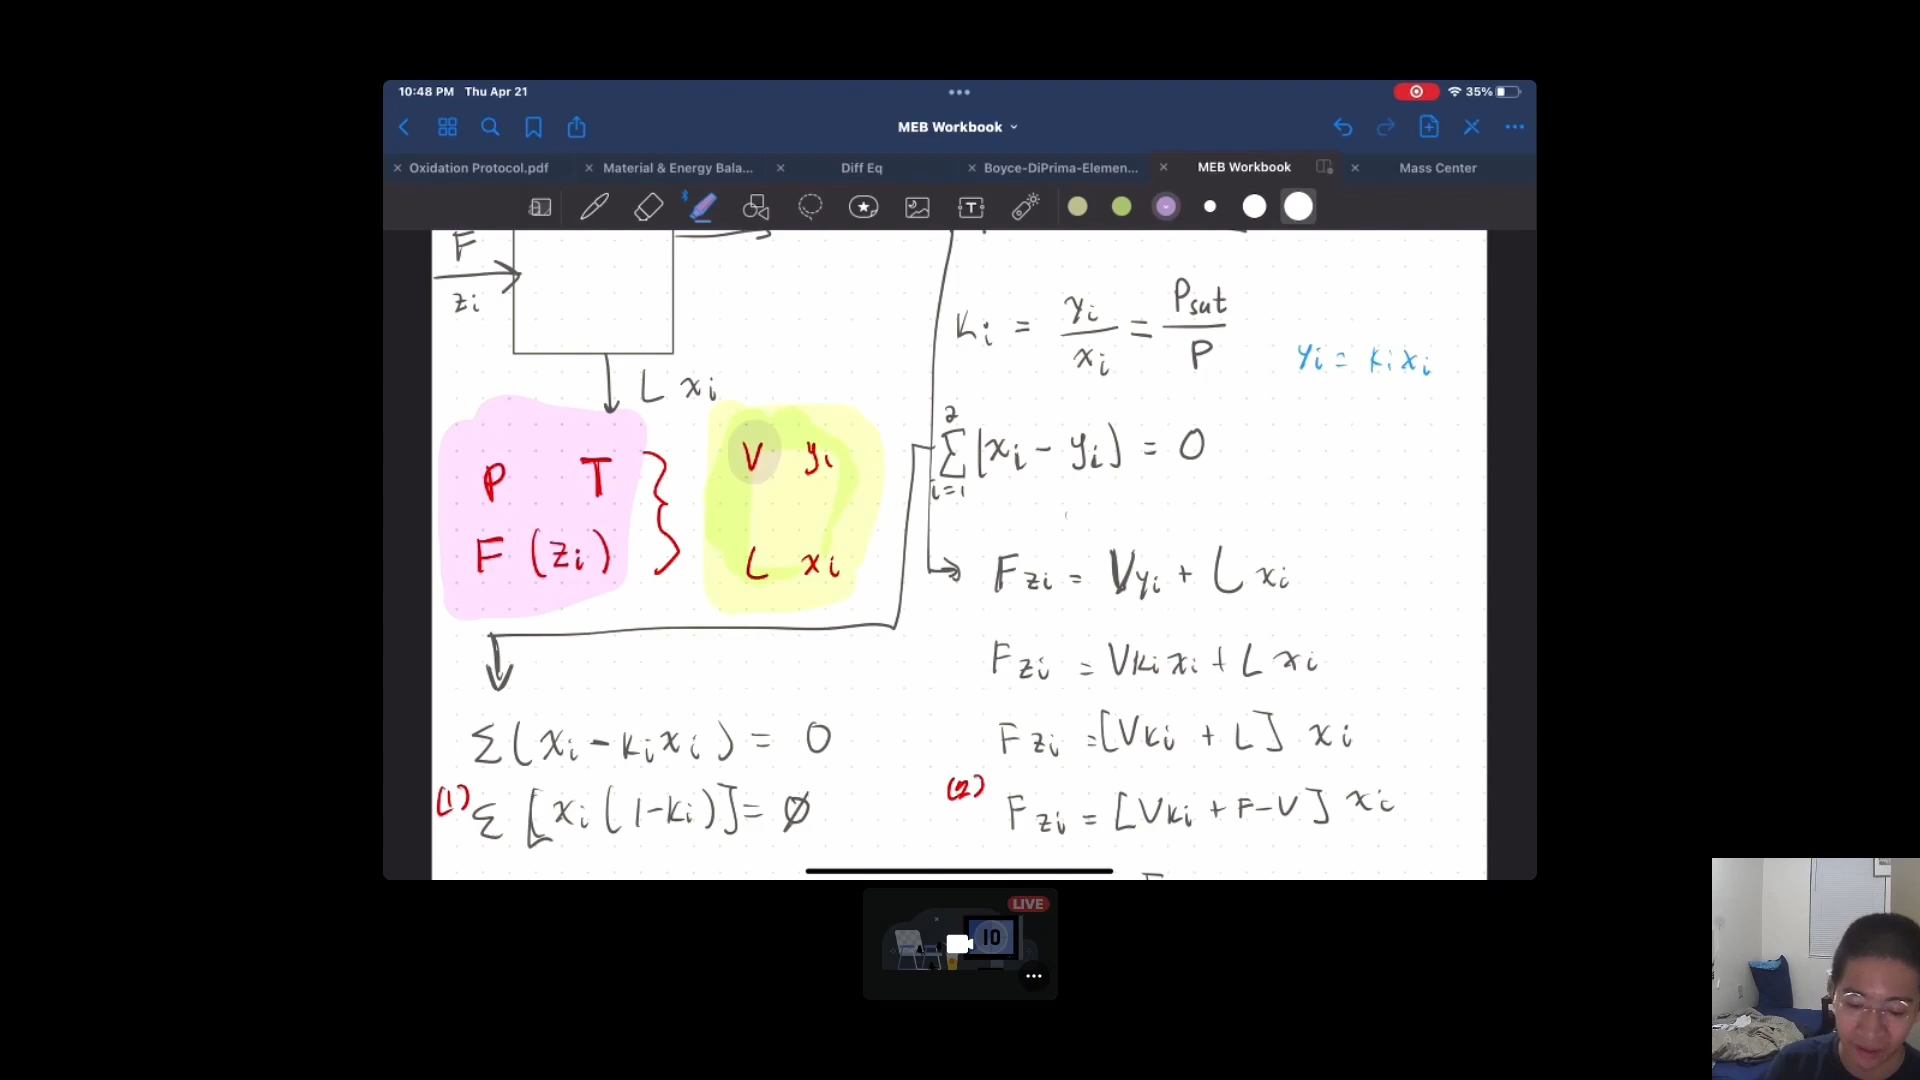 10:48 PM Thu Apr 21
35%
MEB Workbook
Oxidation Protocol.pdf
Material & Energy Bala...
Diff Eq
Boyce-DiPrima-Elemen...
MEB Workbook
Mass Center
F
zi
L xi
P T
F (zi)
V yi
L xi
Σ(xi - kixi) = 0
(1) Σ [xi(1-ki)] = ∅
Ki = yi/xi = Psat/P
yi = kixi
2 Σ i=1 (xi - yi) = 0
Fzi = Vyi + Lxi
Fzi = Vkixi + Lxi
Fzi = [Vki + L] xi
(2) Fzi = [Vki + F-V] xi
LIVE
10